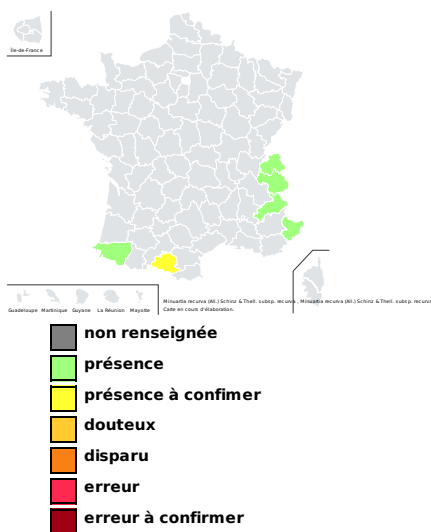 Île-de-France
Guadeloupe Martinique Guyane La Réunion Mayotte
Minuartia recurva (All.) Schinz & Thell. subsp. recurva , Minuartia recurva (All.) Schinz & Thell. subsp. recurva
Carte en cours d'élaboration.
non renseignée
présence
présence à confimer
douteux
disparu
erreur
erreur à confirmer